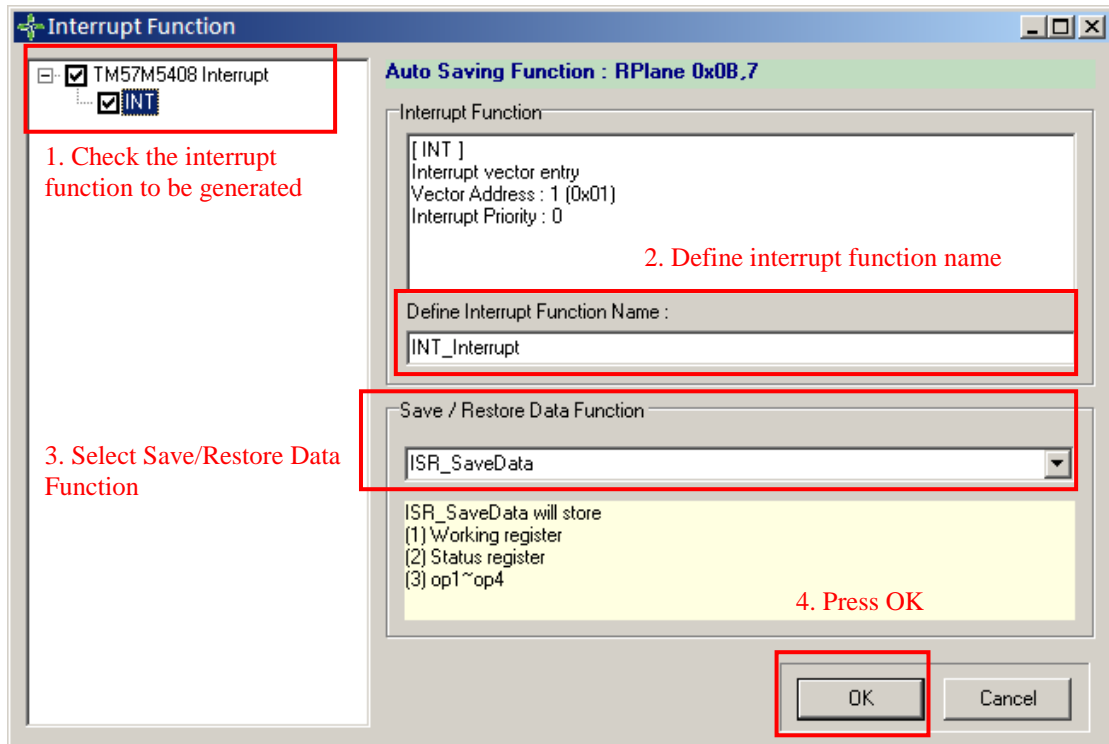 Interrupt Function
TM57M5408 Interrupt
INT
1. Check the interrupt
function to be generated
Auto Saving Function : RPlane 0x0B,7
Interrupt Function
[ INT ]
Interrupt vector entry
Vector Address : 1 (0x01)
Interrupt Priority : 0
2. Define interrupt function name
Define Interrupt Function Name :
INT_Interrupt
Save / Restore Data Function
3. Select Save/Restore Data
Function
ISR_SaveData
ISR_SaveData will store
(1) Working register
(2) Status register
(3) op1~op4
4. Press OK
OK
Cancel